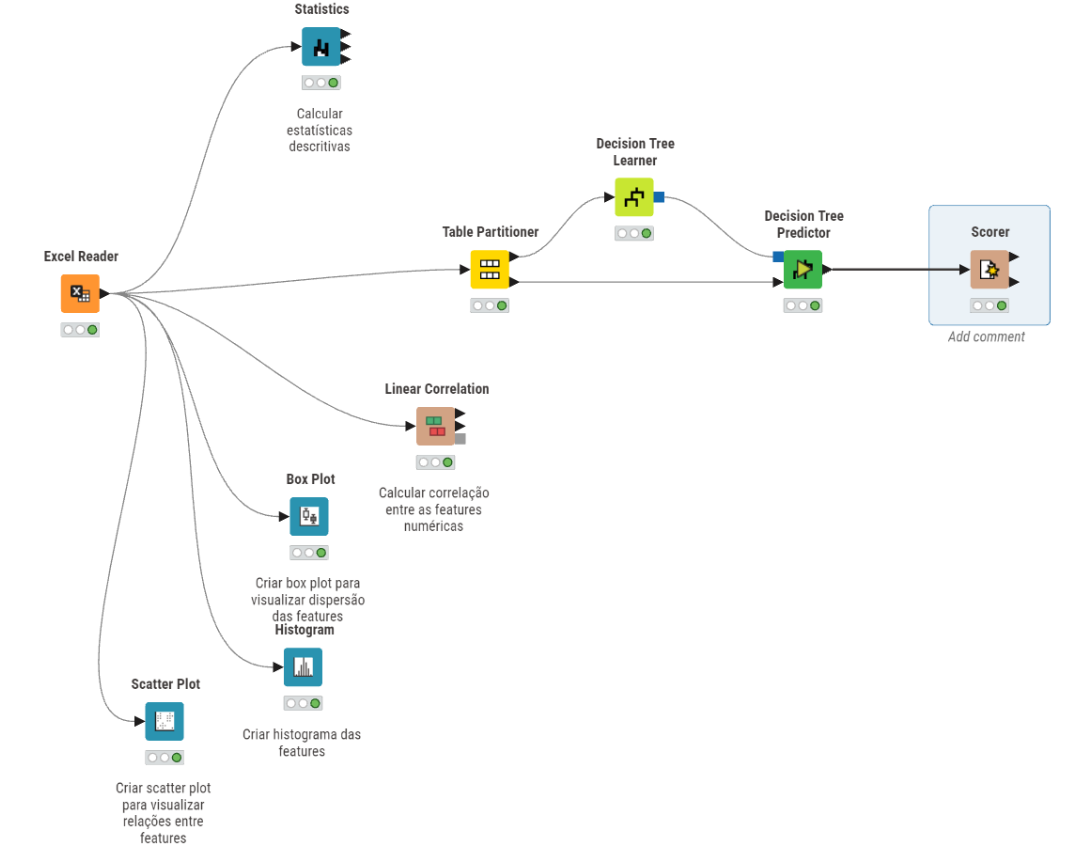 Statistics
Calcular
estatísticas
descritivas
Decision Tree
Learner
Decision Tree
Predictor
Table Partitioner
Scorer
Add comment
Excel Reader
X
Linear Correlation
Calcular correlação
entre as features
numéricas
Box Plot
Criar box plot para
visualizar dispersão
das features
Histogram
Criar histograma das
features
Scatter Plot
Criar scatter plot
para visualizar
relações entre
features